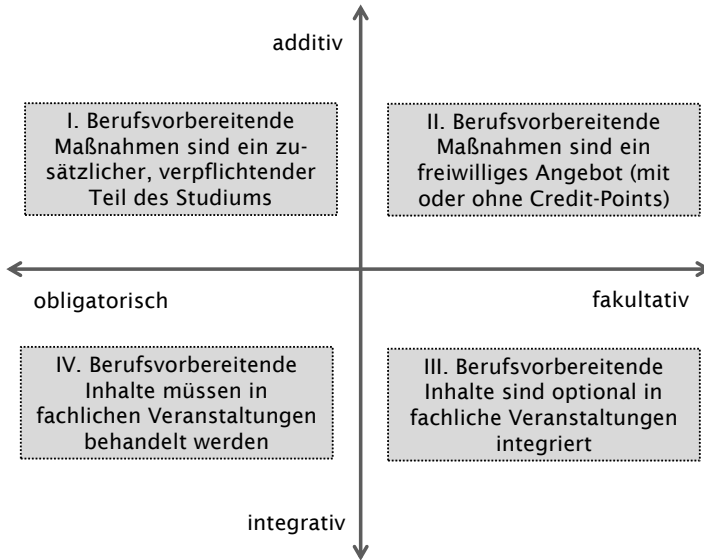 additiv
I. Berufsvorbereitende
Maßnahmen sind ein zu-
sätzlicher, verpflichtender
Teil des Studiums
II. Berufsvorbereitende
Maßnahmen sind ein
freiwilliges Angebot (mit
oder ohne Credit-Points)
obligatorisch
fakultativ
IV. Berufsvorbereitende
Inhalte müssen in
fachlichen Veranstaltungen
behandelt werden
III. Berufsvorbereitende
Inhalte sind optional in
fachliche Veranstaltungen
integriert
integrativ